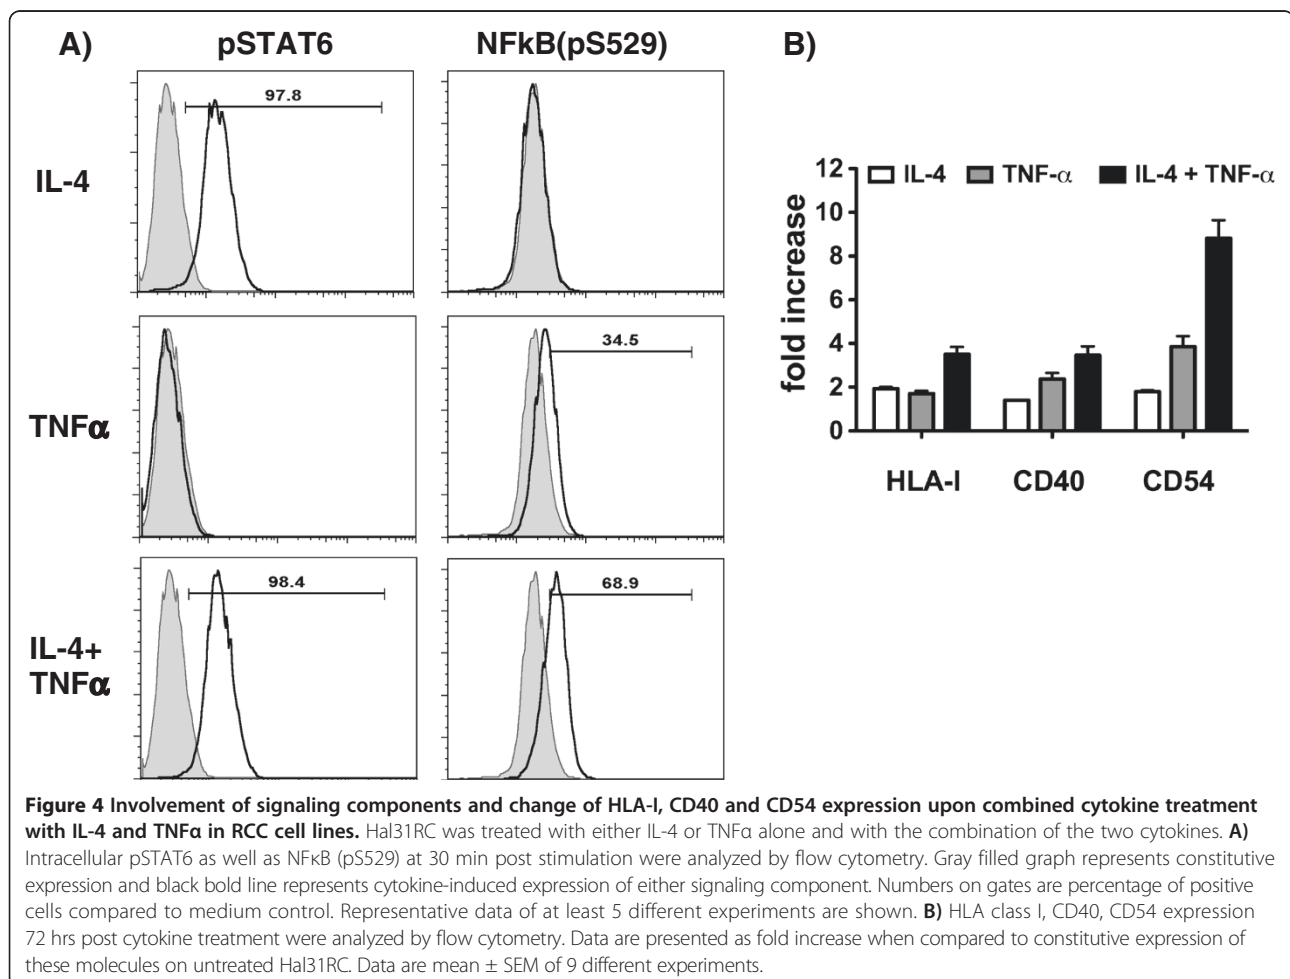 A)
pSTAT6
NFkB(pS529)
B)
IL-4
97.8
TNFα
34.5
IL-4+
TNFα
98.4
68.9
fold increase
12
10
8
6
4
2
0
IL-4
TNF-α
IL-4 + TNF-α
HLA-I
CD40
CD54
Figure 4 Involvement of signaling components and change of HLA-I, CD40 and CD54 expression upon combined cytokine treatment
with IL-4 and TNFα in RCC cell lines. Hal31RC was treated with either IL-4 or TNFα alone and with the combination of the two cytokines. A)
Intracellular pSTAT6 as well as NFκB (pS529) at 30 min post stimulation were analyzed by flow cytometry. Gray filled graph represents constitutive
expression and black bold line represents cytokine-induced expression of either signaling component. Numbers on gates are percentage of positive
cells compared to medium control. Representative data of at least 5 different experiments are shown. B) HLA class I, CD40, CD54 expression
72 hrs post cytokine treatment were analyzed by flow cytometry. Data are presented as fold increase when compared to constitutive expression of
these molecules on untreated Hal31RC. Data are mean ± SEM of 9 different experiments.